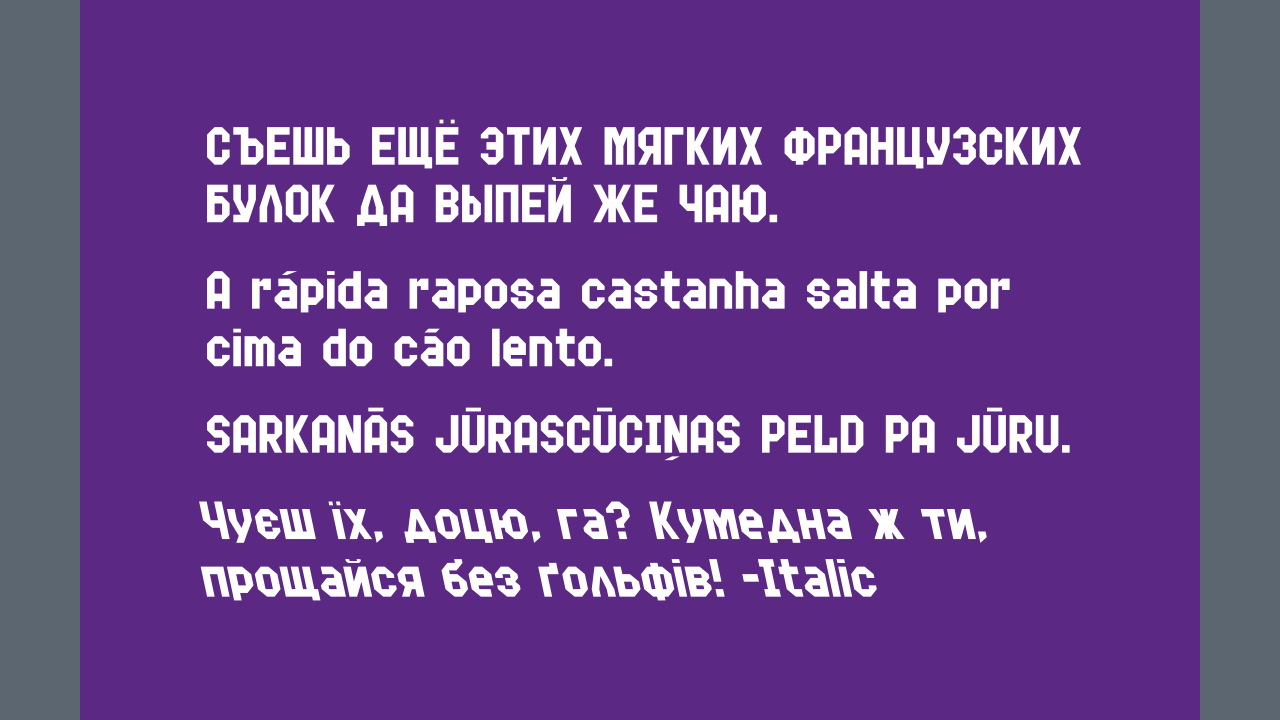 СЪЕШЬ ЕЩЁ ЭТИХ МЯГКИХ ФРАНЦУЗСКИХ
БУЛОК ДА ВЫПЕЙ ЖЕ ЧАЮ.
A rápida raposa castanha salta por
cima do cão lento.
SARKANĀS JŪRASCŪCIŅAS PELD PA JŪRU.
Чуєш їх, доцю, га? Кумедна ж ти,
прощайся без ґольфів! -Italic